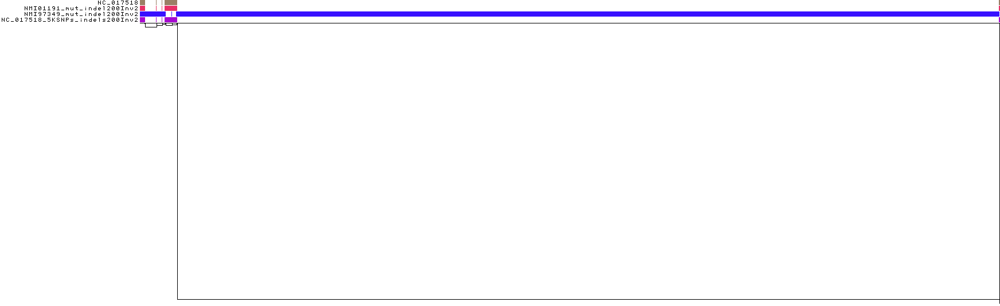 NC_017518
NMI01191_mut_indel200Inv2
NMI97349_mut_indel200Inv2
NC_017518_5KSNPs_indels200Inv2